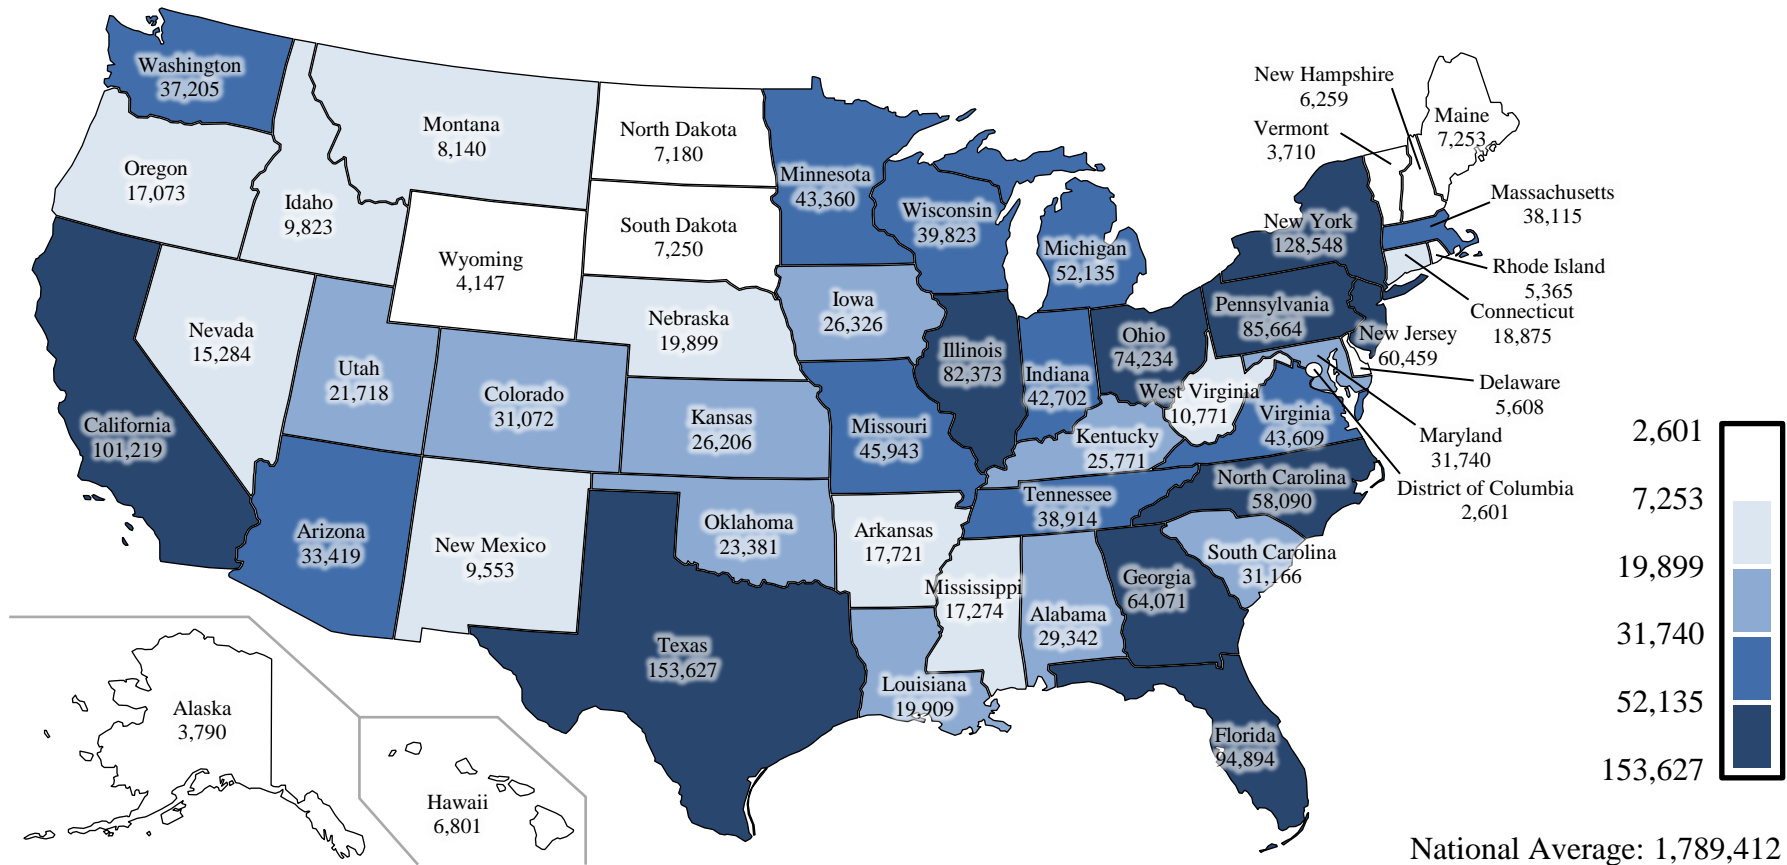 Washington
37,205
Montana
8,140
North Dakota
7,180
Minnesota
43,360
New Hampshire
6,259
Vermont
3,710
Maine
7,253
Oregon
17,073
Idaho
9,823
Wyoming
4,147
South Dakota
7,250
Wisconsin
39,823
Michigan
52,135
New York
128,548
Massachusetts
38,115
Rhode Island
5,365
Connecticut
18,875
Nevada
15,284
Utah
21,718
Colorado
31,072
Nebraska
19,899
Iowa
26,326
Illinois
82,373
Indiana
42,702
Ohio
74,234
Pennsylvania
85,664
New Jersey
60,459
Delaware
5,608
Maryland
31,740
District of Columbia
2,601
California
101,219
Kansas
26,206
Missouri
45,943
Kentucky
25,771
West Virginia
10,771
Virginia
43,609
Arizona
33,419
New Mexico
9,553
Oklahoma
23,381
Arkansas
17,721
Tennessee
38,914
North Carolina
58,090
South Carolina
31,166
Texas
153,627
Louisiana
19,909
Mississippi
17,274
Alabama
29,342
Georgia
64,071
Florida
94,894
Alaska
3,790
Hawaii
6,801
2,601
7,253
19,899
31,740
52,135
153,627
National Average: 1,789,412